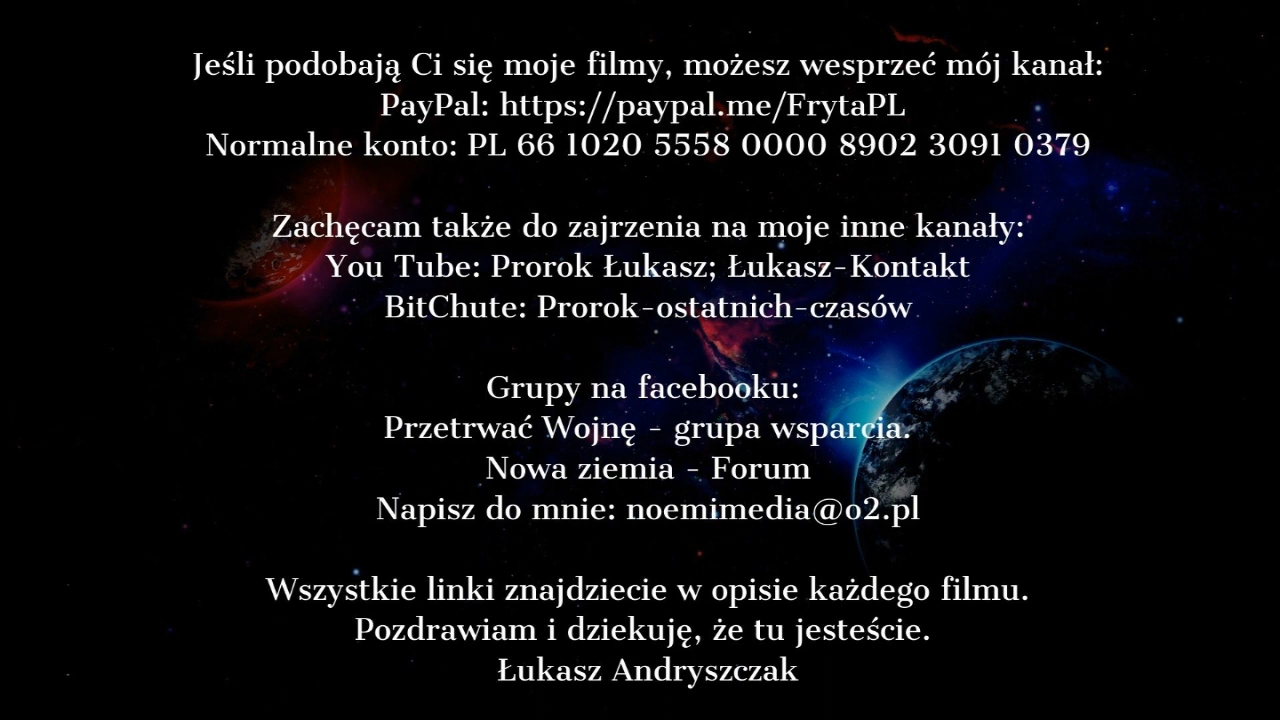 Jeśli podobają Ci się moje filmy, możesz wesprzeć mój kanał:
PayPal: https://paypal.me/FrytaPL
Normalne konto: PL 66 1020 5558 0000 8902 3091 0379
Zachęcam także do zajrzenia na moje inne kanały:
You Tube: Prorok Łukasz; Łukasz-Kontakt
BitChute: Prorok-ostatnich-czasów
Grupy na facebooku:
Przetrwać Wojnę - grupa wsparcia.
Nowa ziemia - Forum
Napisz do mnie: noemimedia@o2.pl
Wszystkie linki znajdziecie w opisie każdego filmu.
Pozdrawiam i dziekuję, że tu jesteście.
Łukasz Andryszczak